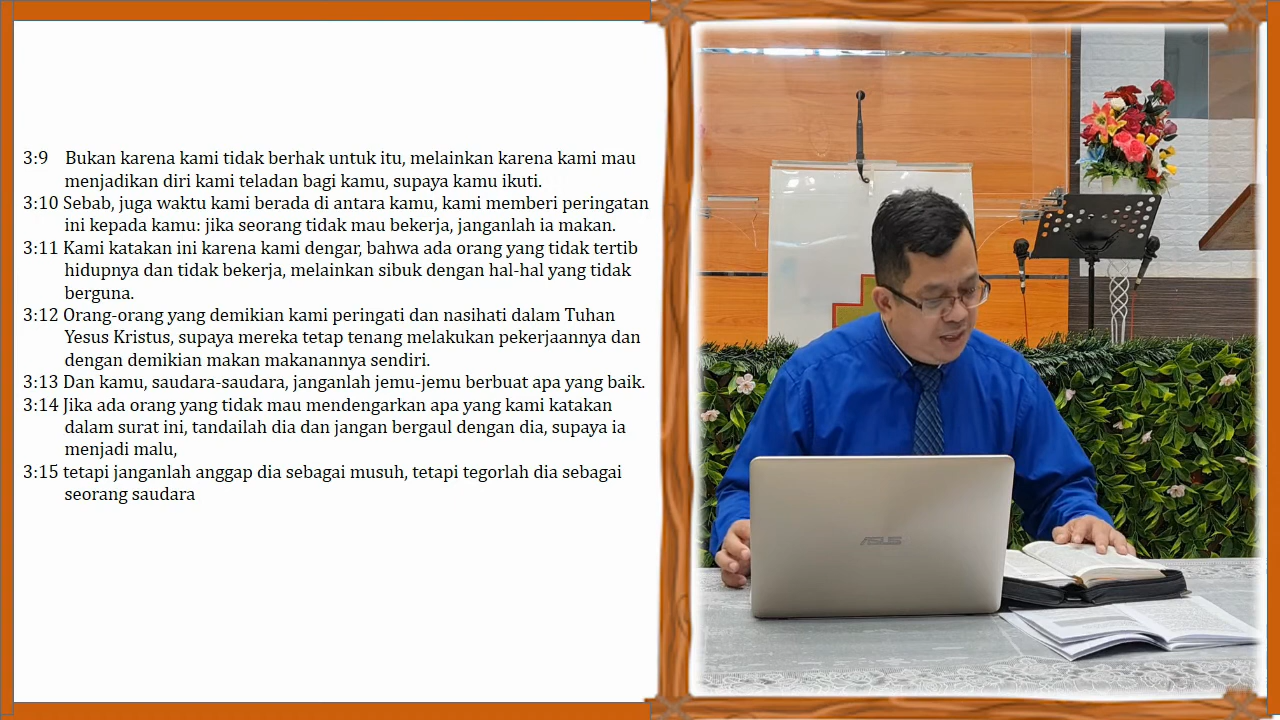 3:9 Bukan karena kami tidak berhak untuk itu, melainkan karena kami mau
menjadikan diri kami teladan bagi kamu, supaya kamu ikuti.
3:10 Sebab, juga waktu kami berada di antara kamu, kami memberi peringatan
ini kepada kamu: jika seorang tidak mau bekerja, janganlah ia makan.
3:11 Kami katakan ini karena kami dengar, bahwa ada orang yang tidak tertib
hidupnya dan tidak bekerja, melainkan sibuk dengan hal-hal yang tidak
berguna.
3:12 Orang-orang yang demikian kami peringati dan nasihati dalam Tuhan
Yesus Kristus, supaya mereka tetap tenang melakukan pekerjaannya dan
dengan demikian makan makanannya sendiri.
3:13 Dan kamu, saudara-saudara, janganlah jemu-jemu berbuat apa yang baik.
3:14 Jika ada orang yang tidak mau mendengarkan apa yang kami katakan
dalam surat ini, tandailah dia dan jangan bergaul dengan dia, supaya ia
menjadi malu,
3:15 tetapi janganlah anggap dia sebagai musuh, tetapi tegorlah dia sebagai
seorang saudara
ASUS